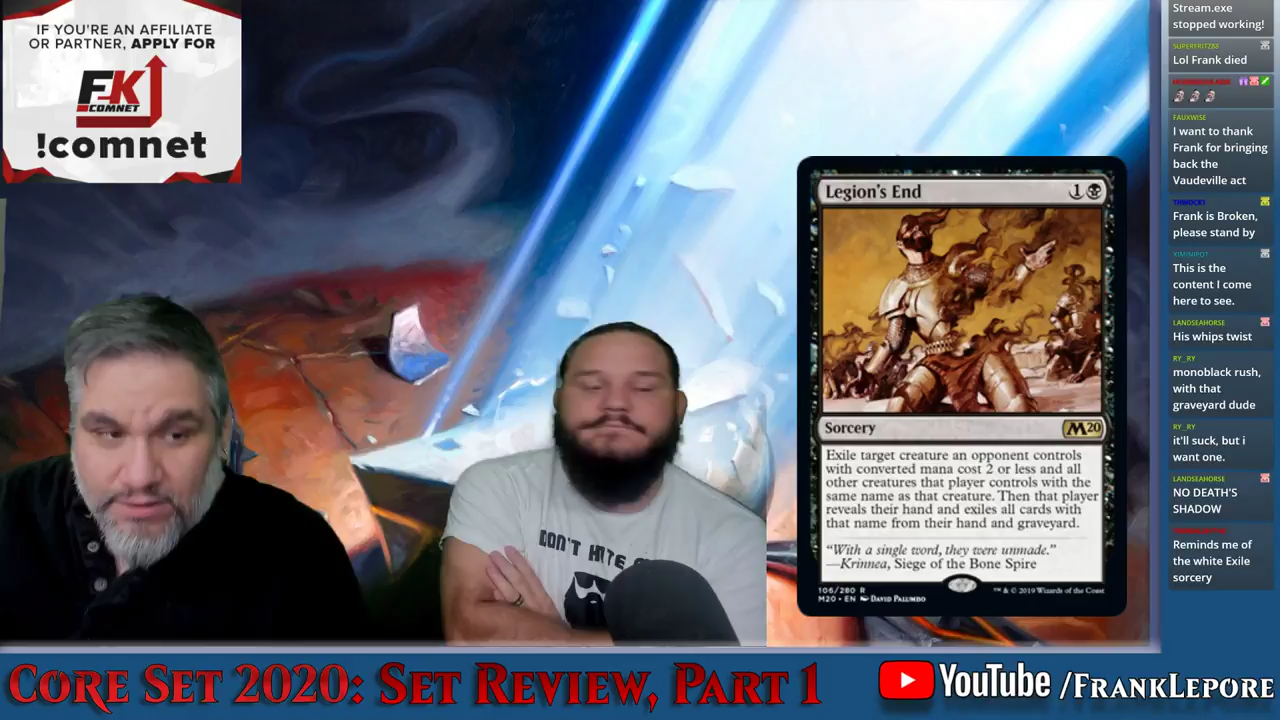 IF YOU'RE AN AFFILIATE
OR PARTNER, APPLY FOR
F2K
COMNET
!comnet
DON'T H TE
Legion's End
1
Sorcery
M20
Exile target creature an opponent controls
with converted mana cost 2 or less and all
other creatures that player controls with the
same name as that creature. Then that player
reveals their hand and exiles all cards with
that name from their hand and graveyard.
"With a single word, they were unmade."
—Krinnea, Siege of the Bone Spire
106/280 R
M20 • EN DAVID PALUMBO
™ & © 2019 Wizards of the Coast
Stream.exe
stopped working!
SUPERFRITZ88
Lol Frank died
FAUXWISE
I want to thank
Frank for bringing
back the
Vaudeville act
Frank is Broken,
please stand by
This is the
content I come
here to see.
LANDSEAHORSE
His whips twist
RY_RY
monoblack rush,
with that
graveyard dude
RY_RY
it'll suck, but i
want one.
LANDSEAHORSE
NO DEATH'S
SHADOW
Reminds me of
the white Exile
sorcery
CORE SET 2020: SET REVIEW, PART 1
YouTube /FRANKLEPORE